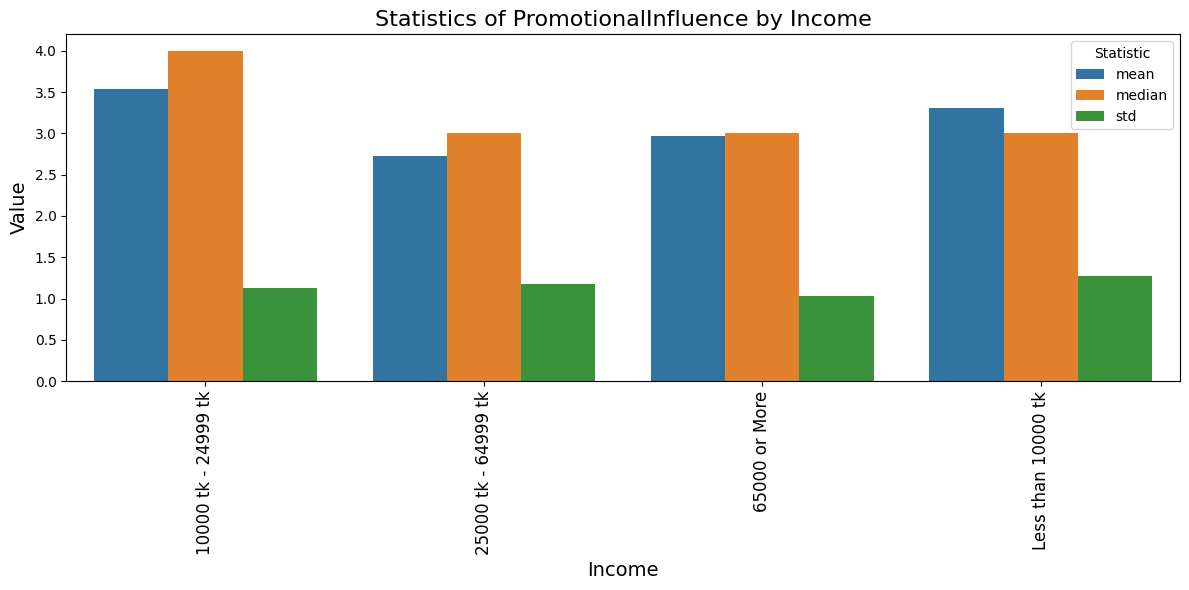 Statistics of PromotionalInfluence by Income
Statistic
mean
median
std
Value
4.0
3.5
3.0
2.5
2.0
1.5
1.0
0.5
0.0
10000 tk - 24999 tk
25000 tk - 64999 tk
65000 or More
Less than 10000 tk
Income